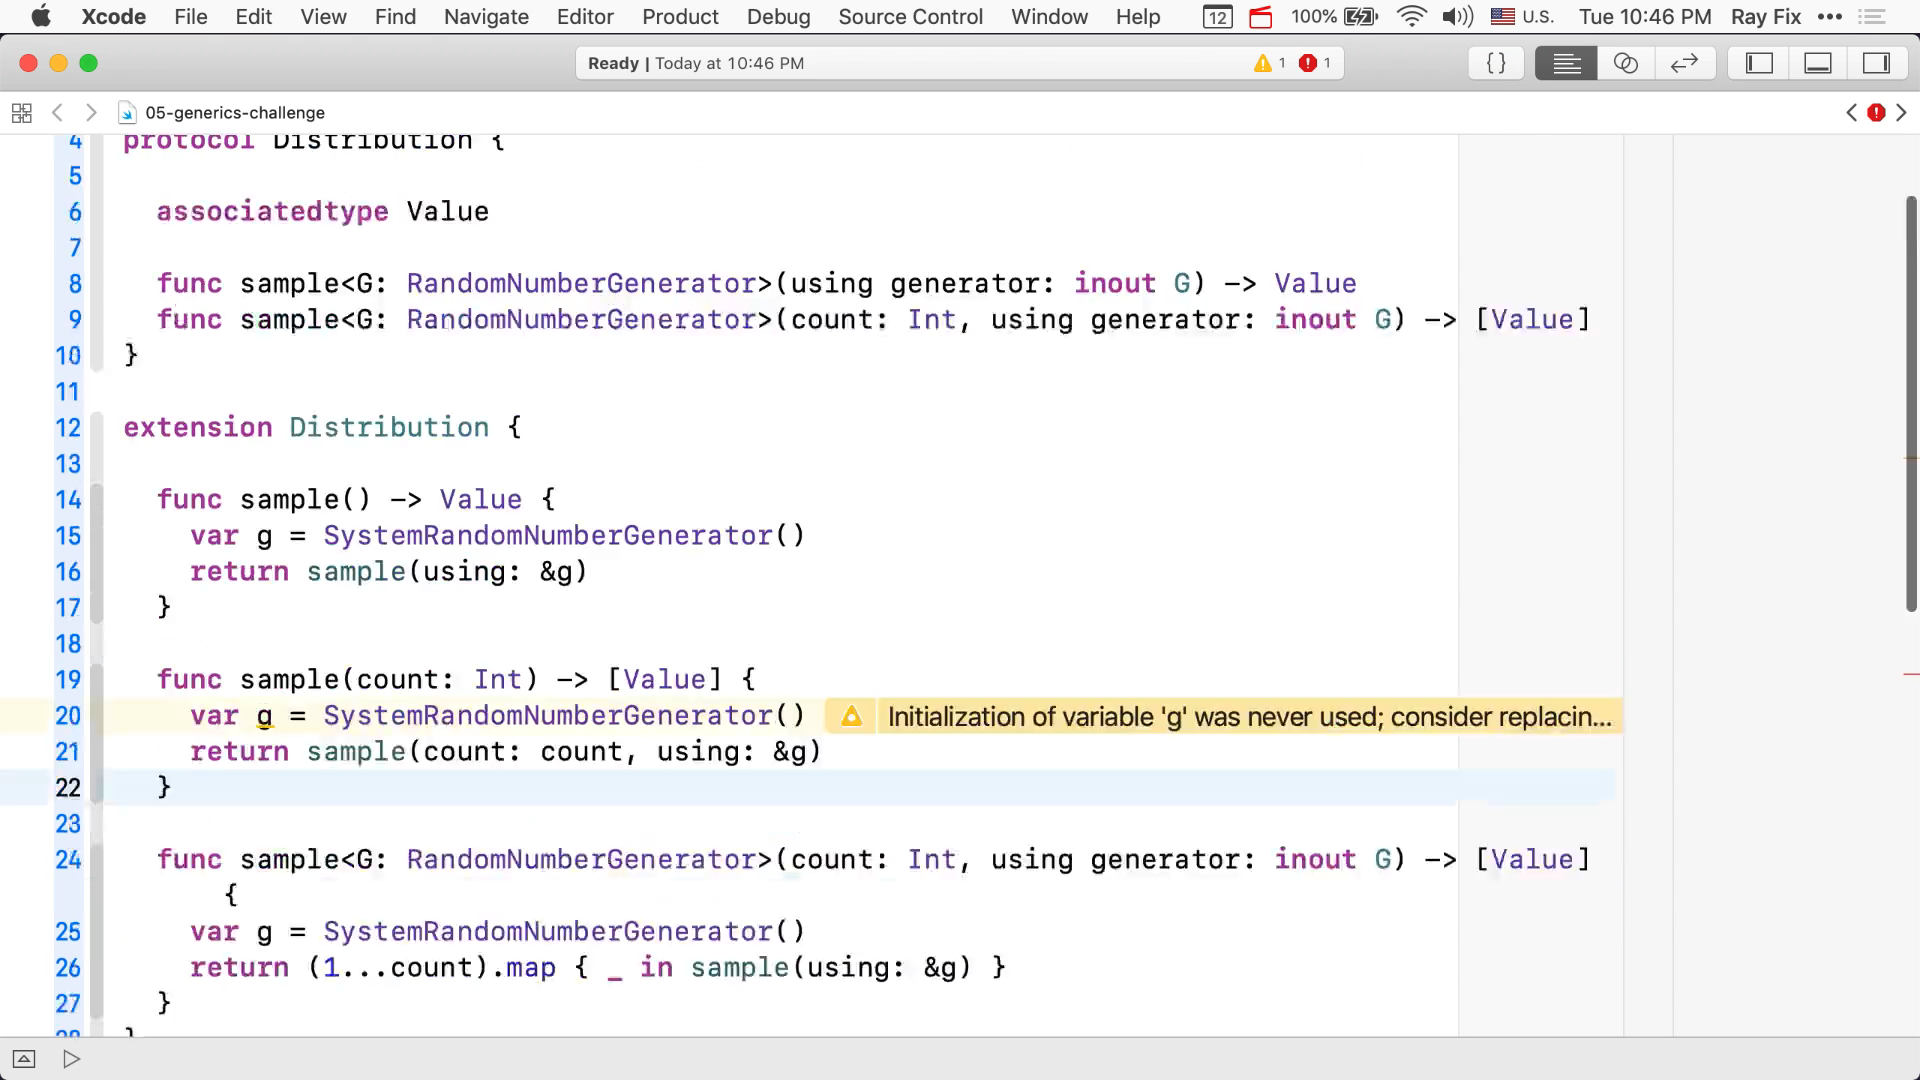 Xcode File Edit View Find Navigate Editor Product Debug Source Control Window Help 12 100% U.S. Tue 10:46 PM Ray Fix
Ready | Today at 10:46 PM 1 1 {}
05-generics-challenge
4 protocol Distribution {
5
6 associatedtype Value
7
8 func sample<G: RandomNumberGenerator>(using generator: inout G) -> Value
9 func sample<G: RandomNumberGenerator>(count: Int, using generator: inout G) -> [Value]
10 }
11
12 extension Distribution {
13
14 func sample() -> Value {
15 var g = SystemRandomNumberGenerator()
16 return sample(using: &g)
17 }
18
19 func sample(count: Int) -> [Value] {
20 var g = SystemRandomNumberGenerator() Initialization of variable 'g' was never used; consider replacin...
21 return sample(count: count, using: &g)
22 }
23
24 func sample<G: RandomNumberGenerator>(count: Int, using generator: inout G) -> [Value]
{
25 var g = SystemRandomNumberGenerator()
26 return (1...count).map { _ in sample(using: &g) }
27 }
28 }